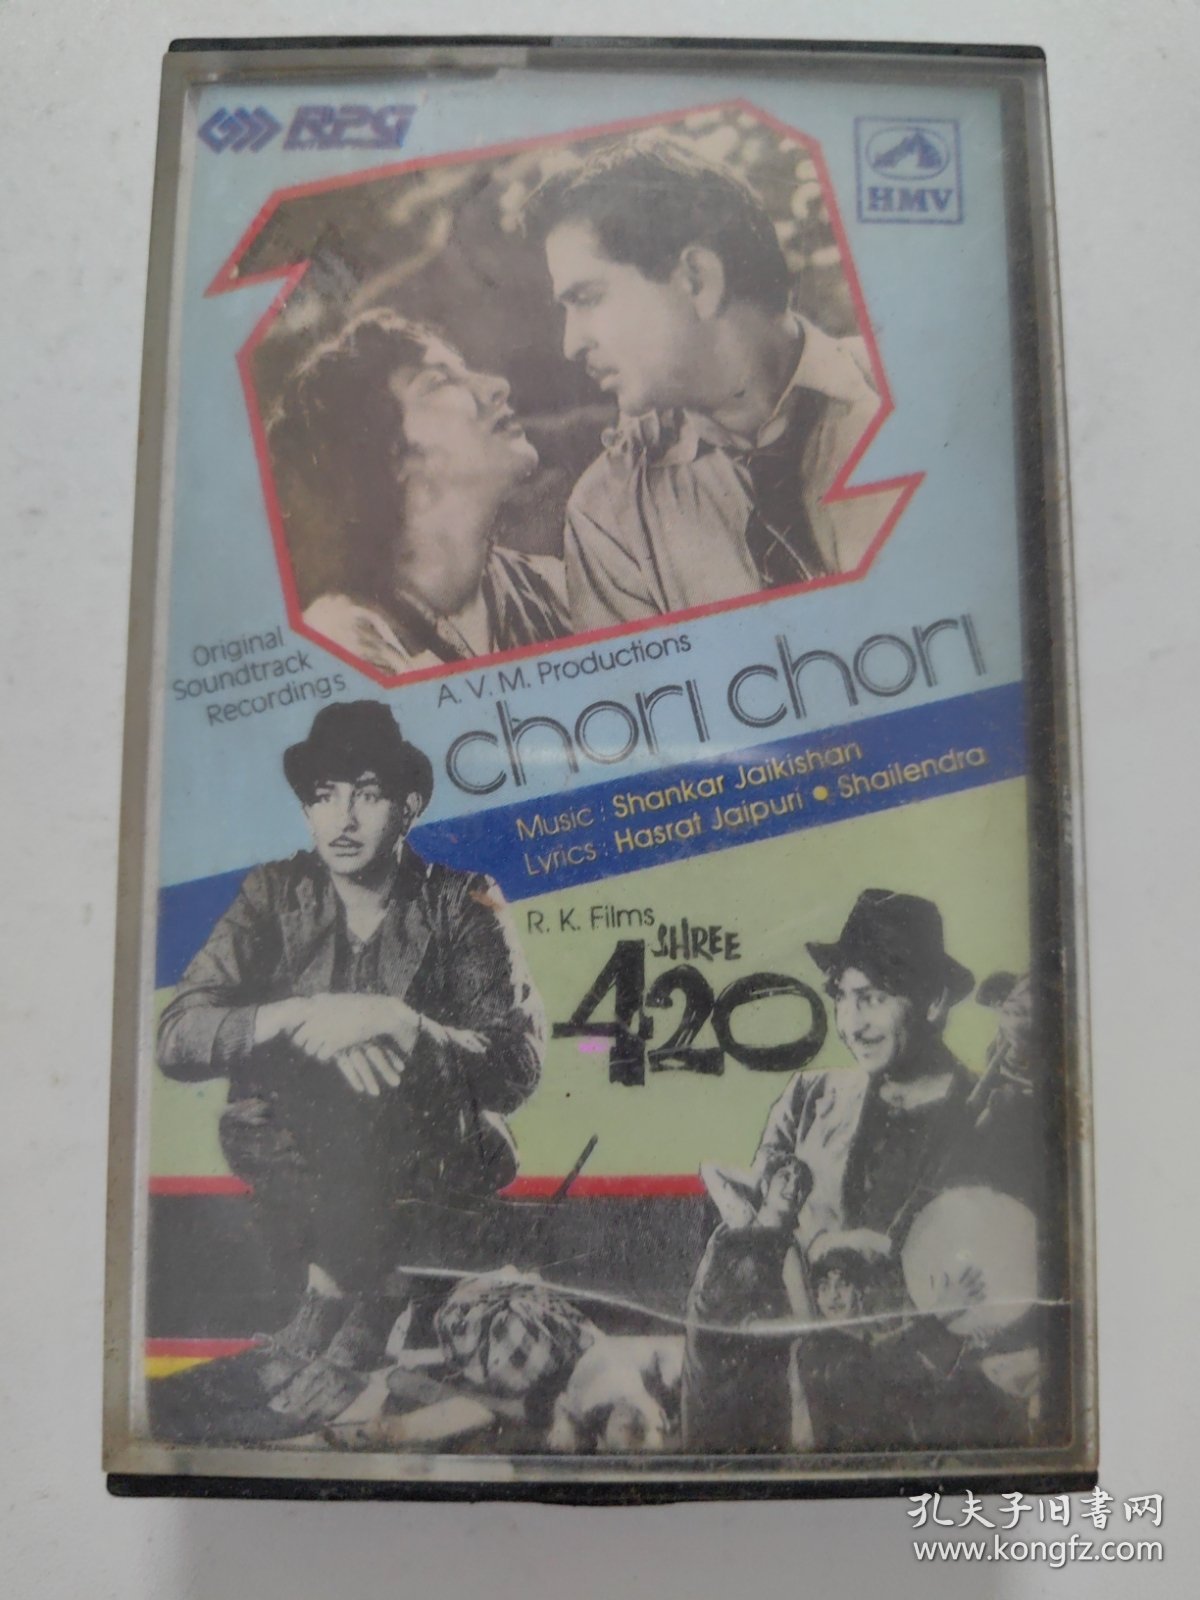 RPG
HMV
Original
Soundtrack
Recordings
A. V. M. Productions
chori chori
Music : Shankar Jaikishan
Lyrics : Hasrat Jaipuri • Shailendra
R. K. Films
SHREE
420
孔夫子旧书网
www.kongfz.com